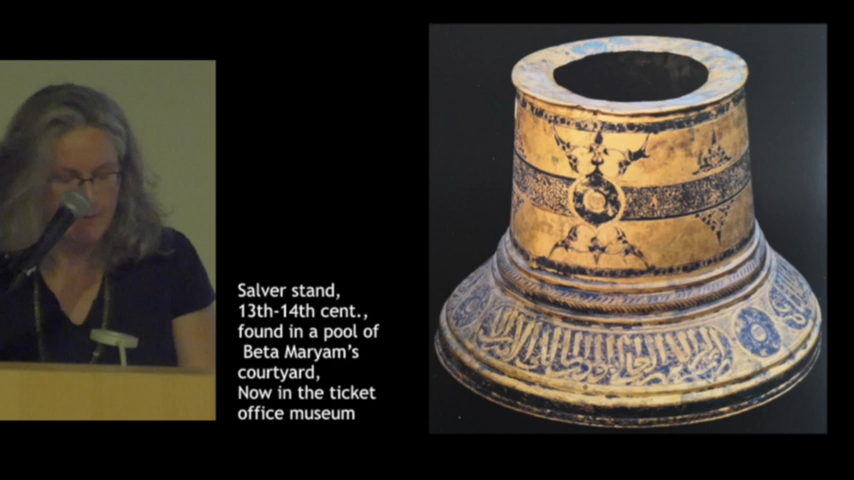 Salver stand,
13th-14th cent.,
found in a pool of
Beta Maryam's
courtyard,
Now in the ticket
office museum